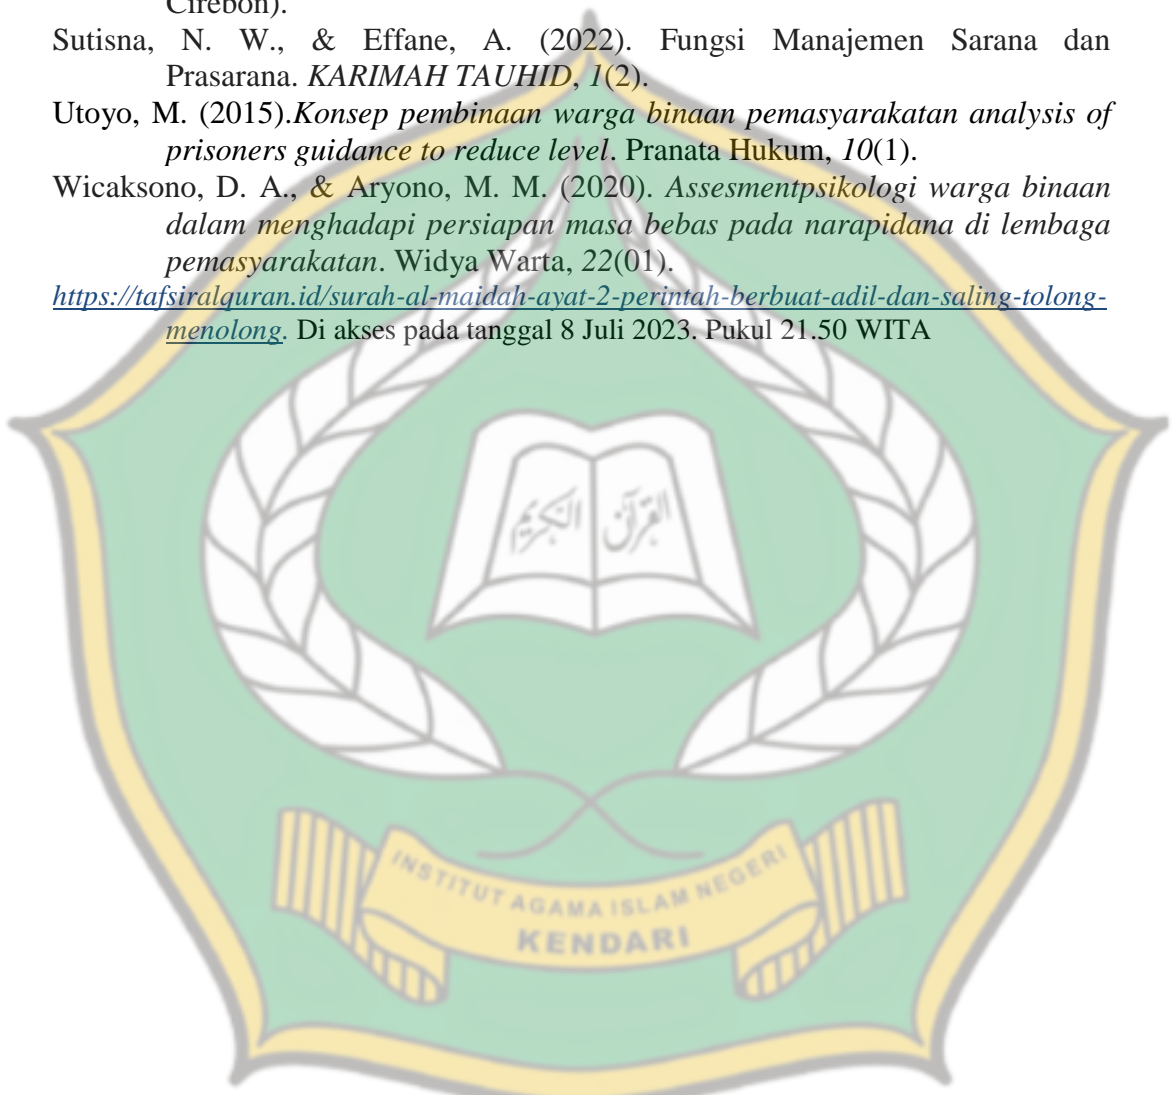 Cirebon).
Sutisna, N. W., & Effane, A. (2022). Fungsi Manajemen Sarana dan
Prasarana. KARIMAH TAUHID, 1(2).
Utoyo, M. (2015).Konsep pembinaan warga binaan pemasyarakatan analysis of
prisoners guidance to reduce level. Pranata Hukum, 10(1).
Wicaksono, D. A., & Aryono, M. M. (2020). Assesmentpsikologi warga binaan
dalam menghadapi persiapan masa bebas pada narapidana di lembaga
pemasyarakatan. Widya Warta, 22(01).
https://tafsiralquran.id/surah-al-maidah-ayat-2-perintah-berbuat-adil-dan-saling-tolong-
menolong. Di akses pada tanggal 8 Juli 2023. Pukul 21.50 WITA
القرآن الكريم
INSTITUT AGAMA ISLAM NEGERI
KENDARI